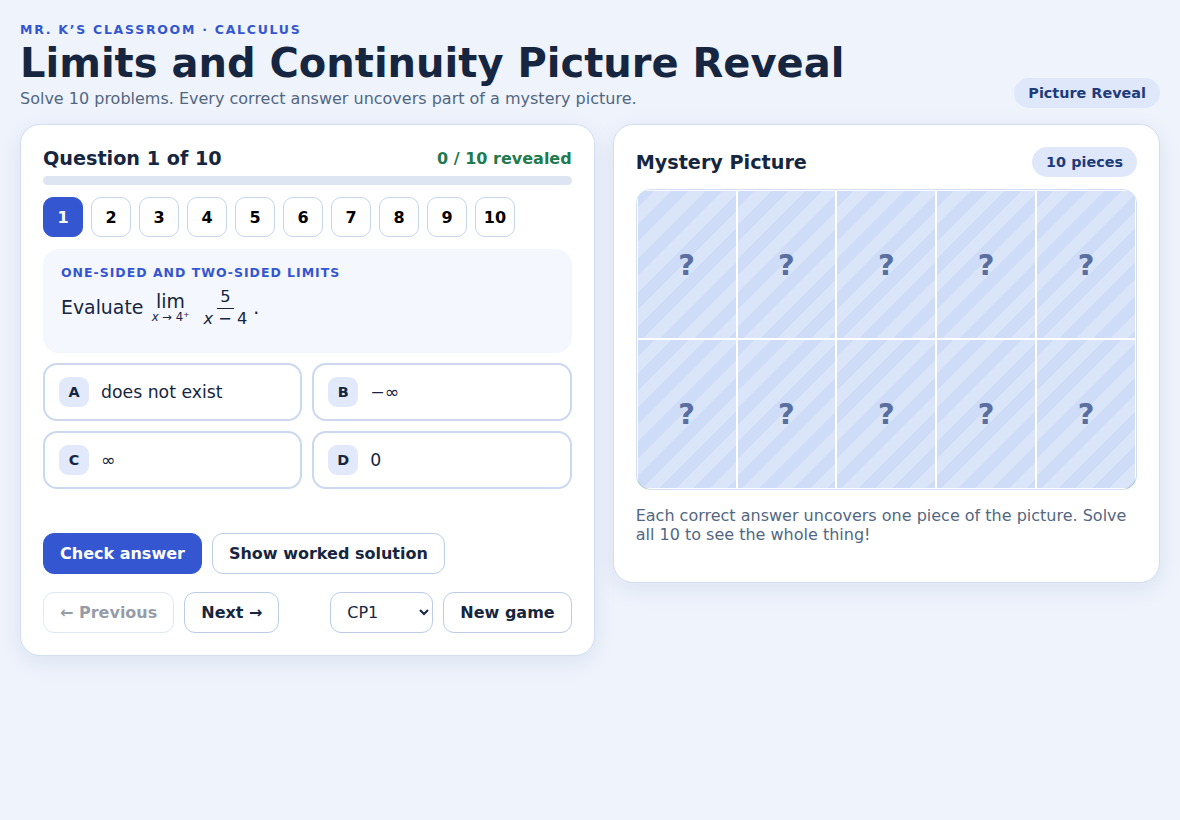 MR. K’S CLASSROOM · CALCULUS
Limits and Continuity Picture Reveal
Solve 10 problems. Every correct answer uncovers part of a mystery picture.
Picture Reveal
Question 1 of 10
0 / 10 revealed
1 2 3 4 5 6 7 8 9 10
ONE-SIDED AND TWO-SIDED LIMITS
Evaluate lim x → 4⁺ 5 / x − 4 .
A does not exist
B −∞
C ∞
D 0
Check answer
Show worked solution
← Previous
Next →
CP1
New game
Mystery Picture
10 pieces
? ? ? ? ?
? ? ? ? ?
Each correct answer uncovers one piece of the picture. Solve
all 10 to see the whole thing!